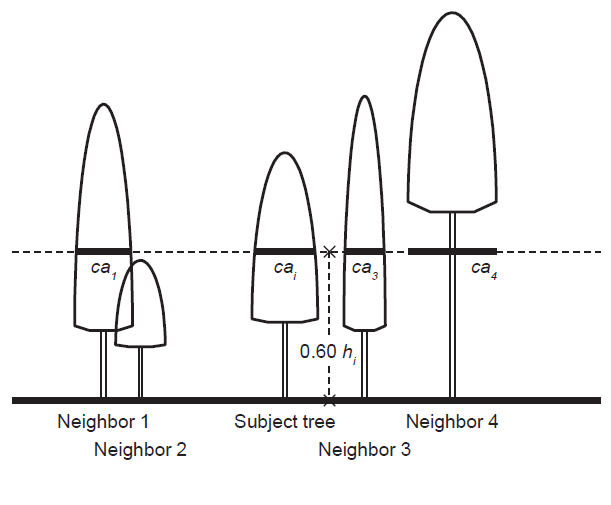 ca1 cai ca3 ca4
0.60 hi
Neighbor 1 Subject tree Neighbor 4
Neighbor 2 Neighbor 3